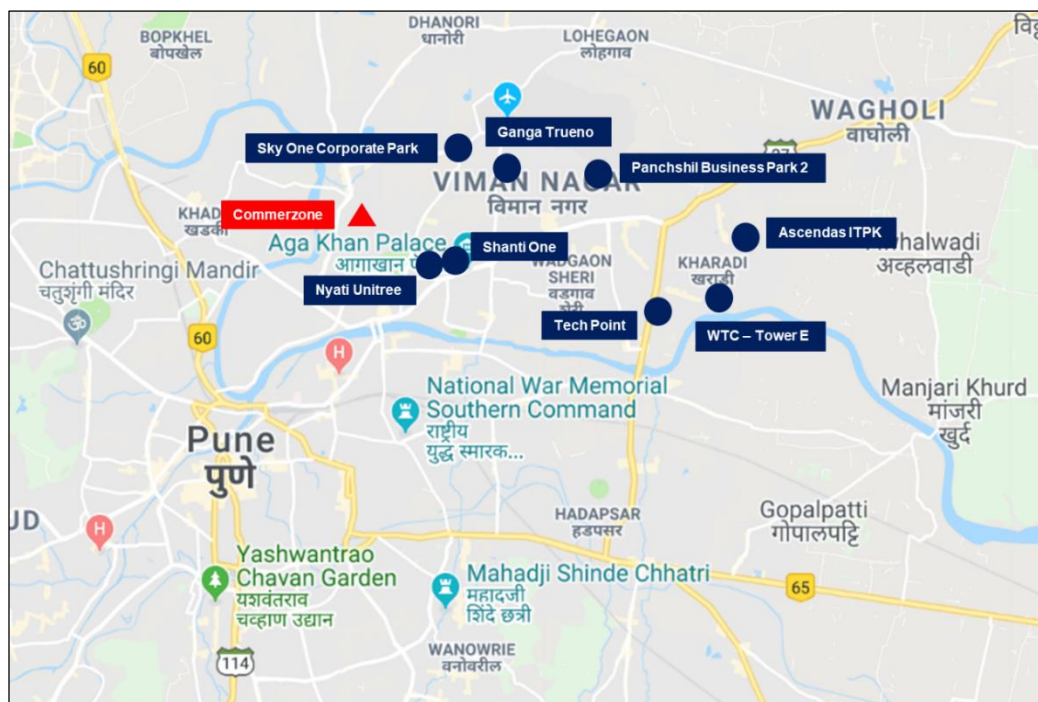 DHANORI
धानोरी
LOHEGAON
लोहगाव
BOPKHEL
बोपखेल
60
WAGHOLI
वाघोली
Ganga Trueno
Sky One Corporate Park
Panchshil Business Park 2
VIMAN NAGAR
विमान नगर
Commerzone
खडकी
Aga Khan Palace
Shanti One
Ascendas ITPK
अव्हलवाडी
KHARADI
खराडी
Chattushringi Mandir
चतुःशृंगी मंदिर
Nyati Unitree
WADGAON
SHERI
वडगाव
Tech Point
WTC – Tower E
60
H
National War Memorial
Southern Command
राष्ट्रीय
युद्ध स्मारक...
Manjari Khurd
मांजरी
खुर्द
Pune
पुणे
H
HADAPSAR
हडपसर
Gopalpatti
गोपालपट्टि
65
Yashwantrao
Chavan Garden
यशवंतराव
चव्हाण उद्यान
Mahadji Shinde Chhatri
महादजी
शिंदे छत्री
WANOWRIE
वनोवरील
114